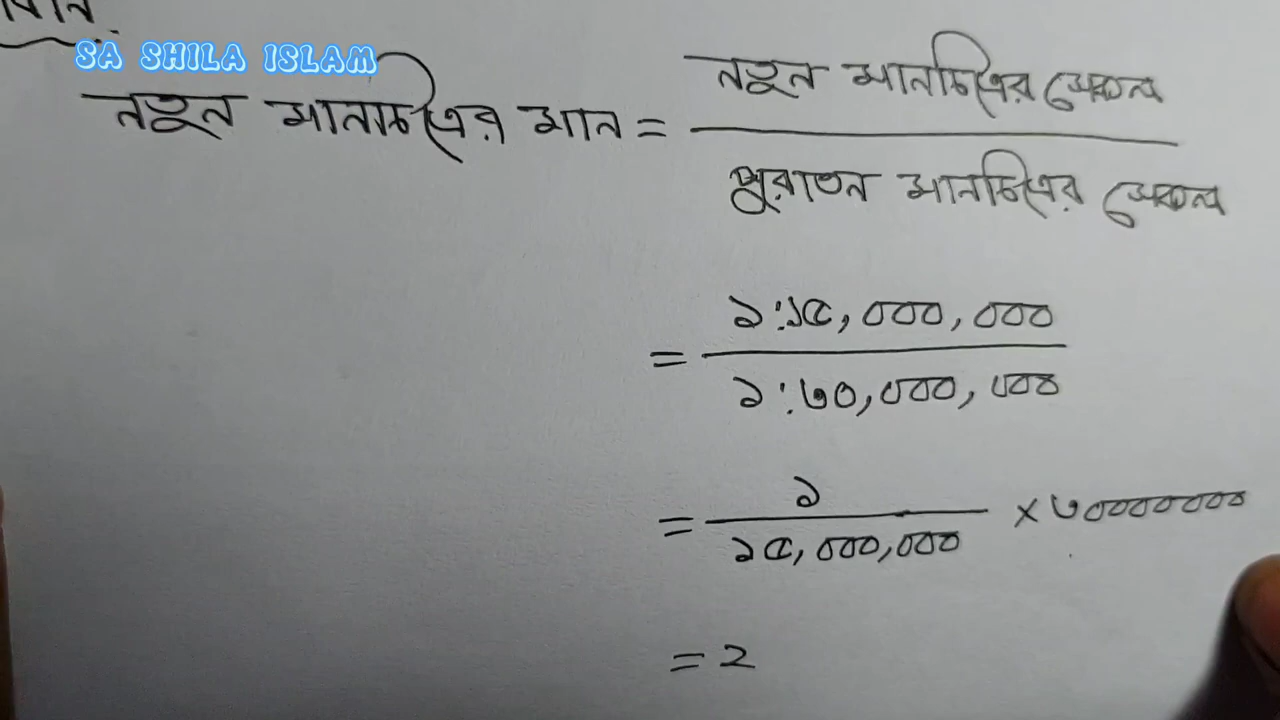 SA SHILA ISLAM
নতুন মানচিত্রের মান = নতুন মানচিত্রের স্কেল
পুরাতন মানচিত্রের স্কেল
= ১:১৫,০০০,০০০
১:৩০,০০০,০০০
= ১
১৫,০০০,০০০ × ৩০০০০০০০
= ২